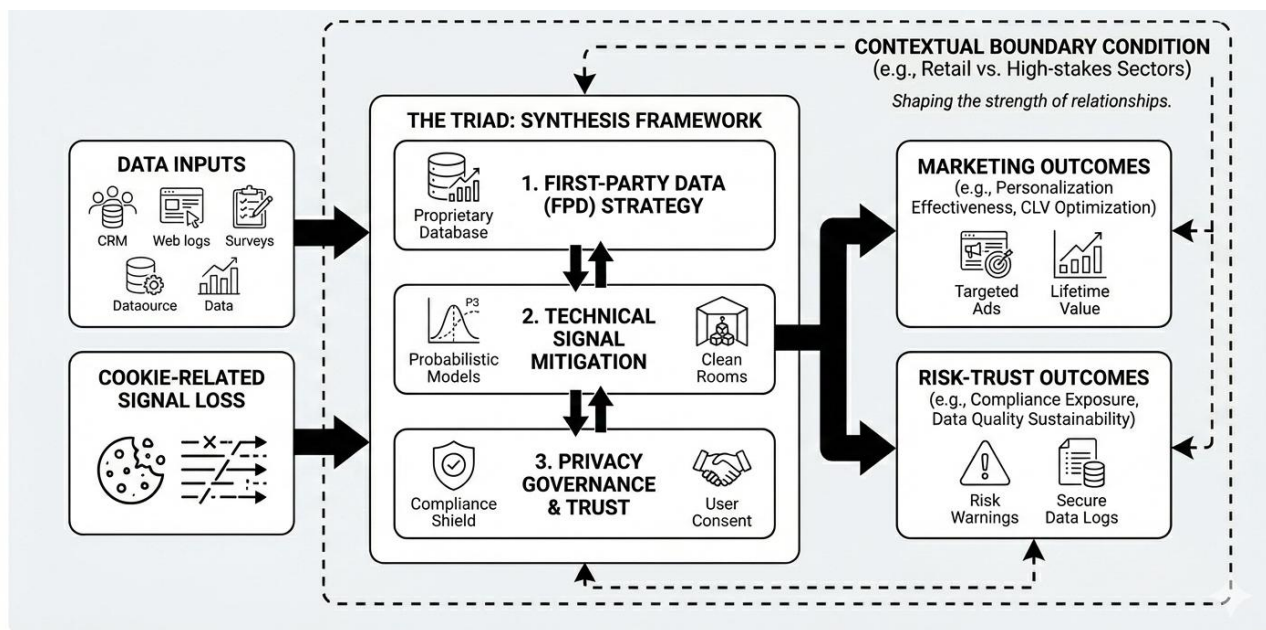 CONTEXTUAL BOUNDARY CONDITION
(e.g., Retail vs. High-stakes Sectors)
Shaping the strength of relationships.
DATA INPUTS
CRM
Web logs
Surveys
Dataource
Data
COOKIE-RELATED
SIGNAL LOSS
THE TRIAD: SYNTHESIS FRAMEWORK
Proprietary
Database
1. FIRST-PARTY DATA
(FPD) STRATEGY
P3
Probabilistic
Models
2. TECHNICAL
SIGNAL
MITIGATION
Clean
Rooms
Compliance
Shield
3. PRIVACY
GOVERNANCE
& TRUST
User
Consent
MARKETING OUTCOMES
(e.g., Personalization
Effectiveness, CLV Optimization)
Targeted
Ads
Lifetime
Value
RISK-TRUST OUTCOMES
(e.g., Compliance Exposure,
Data Quality Sustainability)
Risk
Warnings
Secure
Data Logs